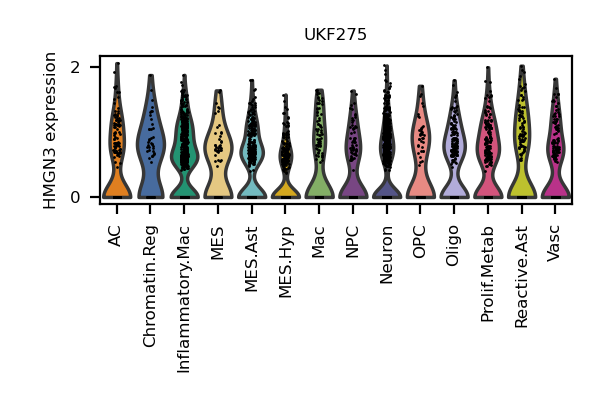 UKF275
HMGN3 expression
2
0
AC
Chromatin.Reg
Inflammatory.Mac
MES
MES.Ast
MES.Hyp
Mac
NPC
Neuron
OPC
Oligo
Prolif.Metab
Reactive.Ast
Vasc